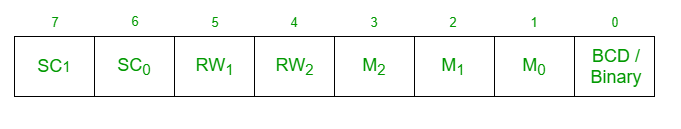 7 6 5 4 3 2 1 0
SC1 SC0 RW1 RW2 M2 M1 M0 BCD /
Binary